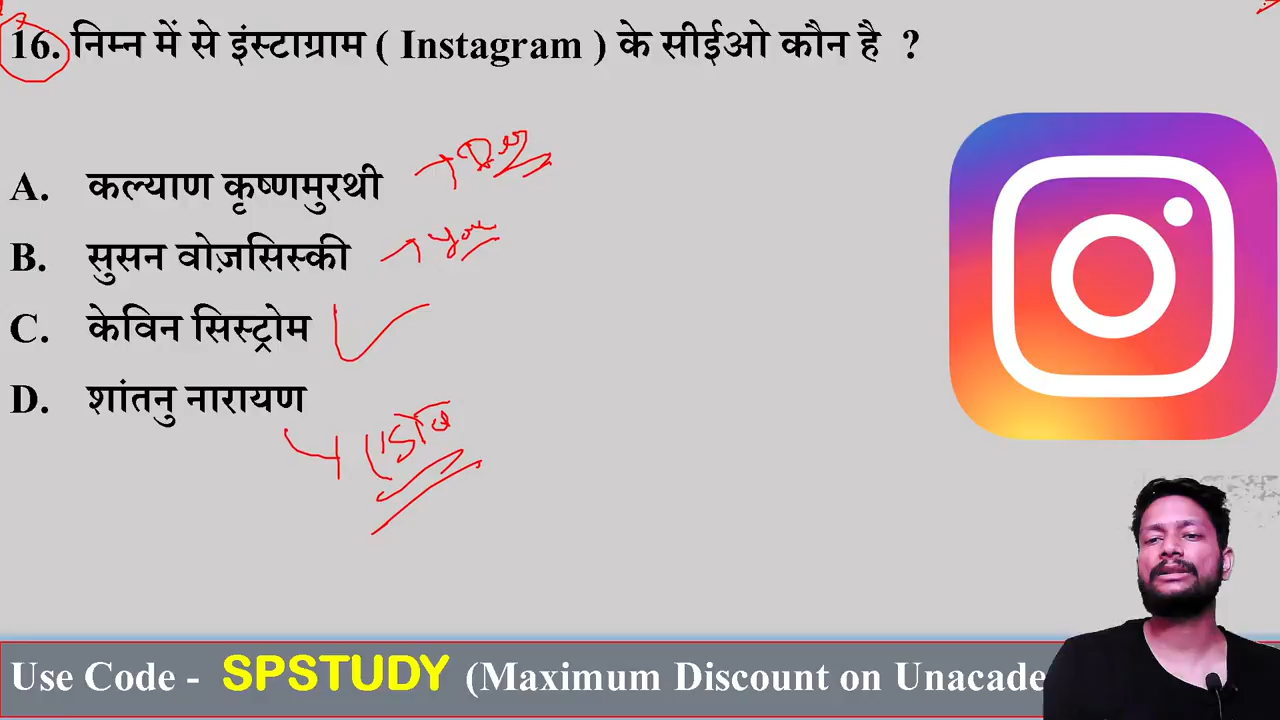 16. निम्न में से इंस्टाग्राम ( Instagram ) के सीईओ कौन है ?
A. कल्याण कृष्णमुरथी
B. सुसन वोज़सिस्की
C. केविन सिस्ट्रोम
D. शांतनु नारायण
Use Code - SPSTUDY (Maximum Discount on Unacade